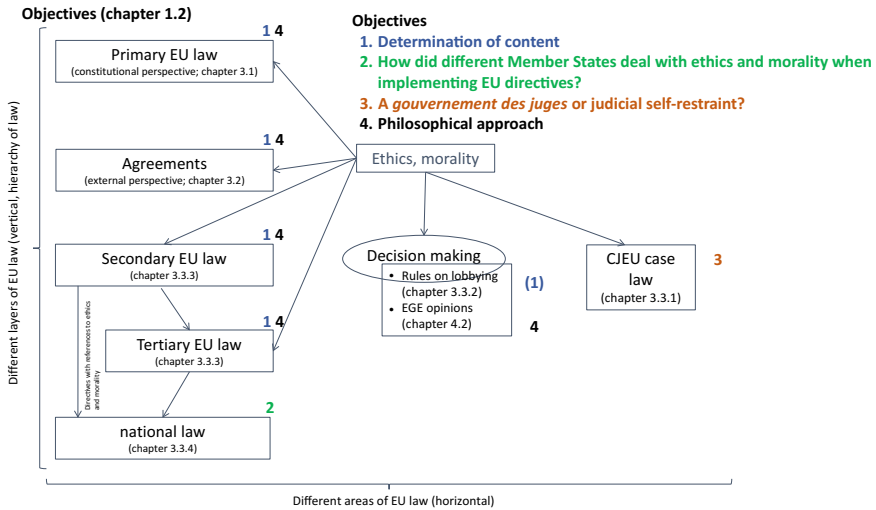 Objectives (chapter 1.2)
Objectives
1. Determination of content
2. How did different Member States deal with ethics and morality when
implementing EU directives?
3. A gouvernement des juges or judicial self-restraint?
4. Philosophical approach
1 4
Primary EU law
(constitutional perspective; chapter 3.1)
1 4
Agreements
(external perspective; chapter 3.2)
Ethics, morality
1 4
Secondary EU law
(chapter 3.3.3)
Decision making
• Rules on lobbying
(chapter 3.3.2)
• EGE opinions
(chapter 4.2)
(1)
4
CJEU case
law
(chapter 3.3.1)
3
1 4
Tertiary EU law
(chapter 3.3.3)
Directives with references to ethics
and morality
2
national law
(chapter 3.3.4)
Different layers of EU law (vertical, hierarchy of law)
Different areas of EU law (horizontal)